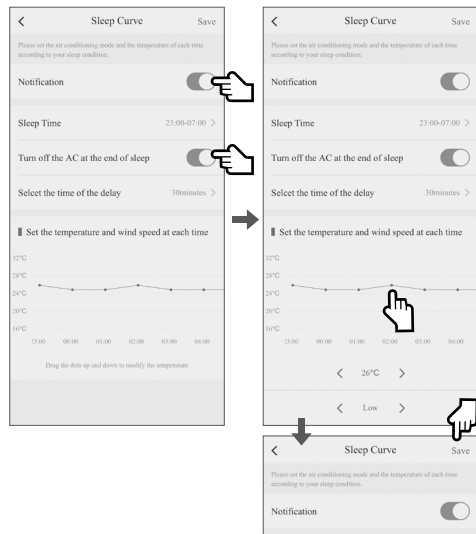 Sleep Curve Save
Please set the air conditioning mode and the temperature of each time
according to your sleep condition.
Notification
Sleep Time 23:00-07:00 >
Turn off the AC at the end of sleep
Selcet the time of the delay 30minutes >
Set the temperature and wind speed at each time
32°C
28°C
24°C
20°C
16°C
23:00 00:00 01:00 02:00 03:00 04:00
Drag the dots up and down to modify the temperature
Sleep Curve Save
Please set the air conditioning mode and the temperature of each time
according to your sleep condition.
Notification
Sleep Time 23:00-07:00 >
Turn off the AC at the end of sleep
Selcet the time of the delay 30minutes >
Set the temperature and wind speed at each time
32°C
28°C
24°C
20°C
16°C
23:00 00:00 01:00 02:00 03:00 04:00
< 26°C >
< Low >
Sleep Curve Save
Please set the air conditioning mode and the temperature of each time
according to your sleep condition.
Notification